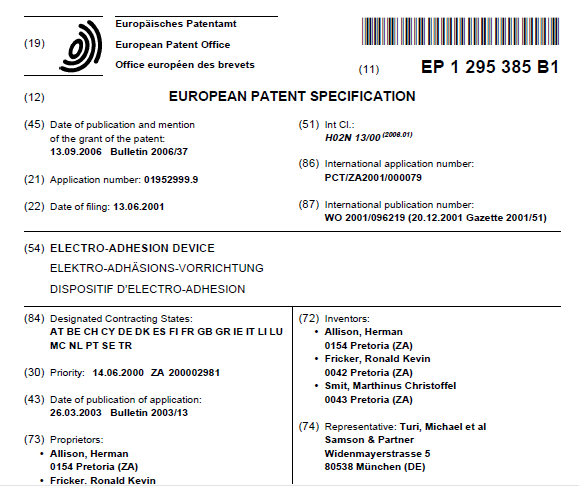 (19)
Europäisches Patentamt
European Patent Office
Office européen des brevets
(11) EP 1 295 385 B1
(12) EUROPEAN PATENT SPECIFICATION
(45) Date of publication and mention
of the grant of the patent:
13.09.2006 Bulletin 2006/37
(21) Application number: 01952999.9
(22) Date of filing: 13.06.2001
(51) Int Cl.:
H02N 13/00 (2006.01)
(86) International application number:
PCT/ZA2001/000079
(87) International publication number:
WO 2001/096219 (20.12.2001 Gazette 2001/51)
(54) ELECTRO-ADHESION DEVICE
ELEKTRO-ADHÄSIONS-VORRICHTUNG
DISPOSITIF D'ELECTRO-ADHESION
(84) Designated Contracting States:
AT BE CH CY DE DK ES FI FR GB GR IE IT LI LU
MC NL PT SE TR
(30) Priority: 14.06.2000 ZA 200002981
(43) Date of publication of application:
26.03.2003 Bulletin 2003/13
(73) Proprietors:
• Allison, Herman
0154 Pretoria (ZA)
• Fricker, Ronald Kevin
(72) Inventors:
• Allison, Herman
0154 Pretoria (ZA)
• Fricker, Ronald Kevin
0042 Pretoria (ZA)
• Smit, Marthinus Christoffel
0043 Pretoria (ZA)
(74) Representative: Turi, Michael et al
Samson & Partner
Widenmayerstrasse 5
80538 München (DE)